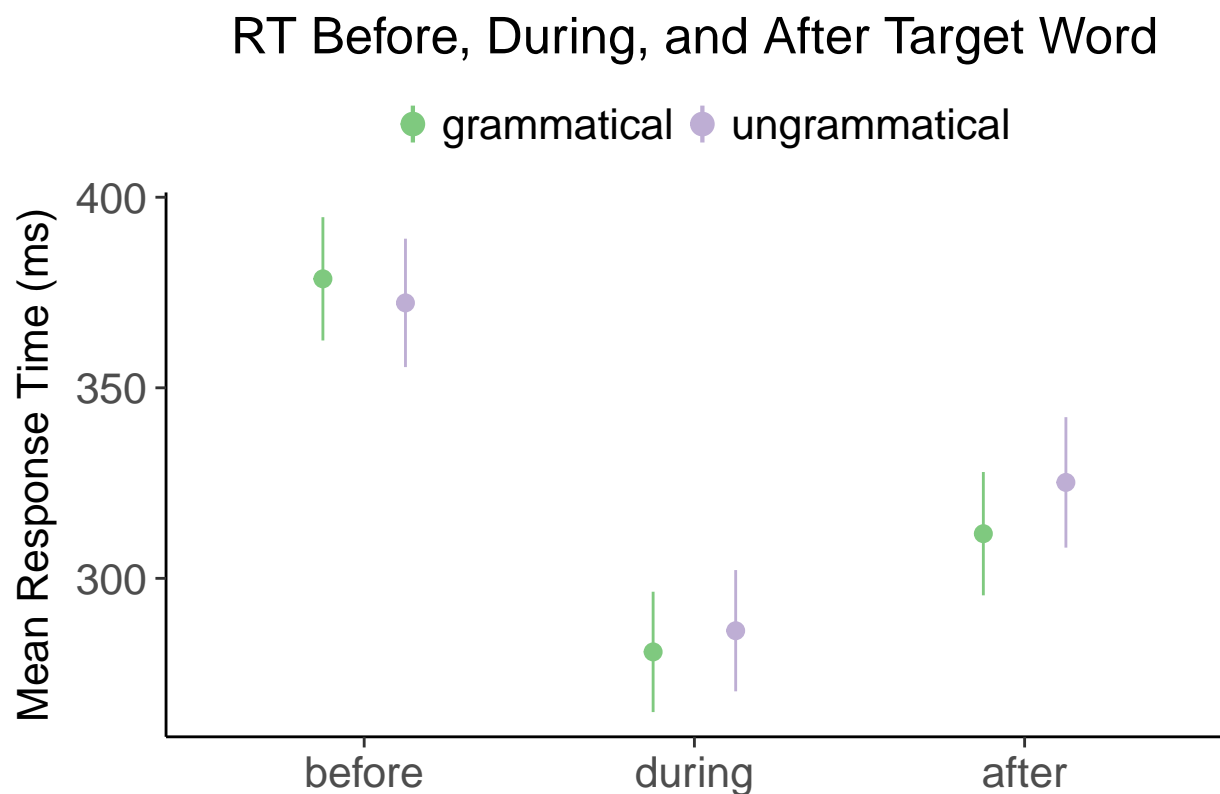 RT Before, During, and After Target Word
grammatical ungrammatical
Mean Response Time (ms)
400
350
300
before during after